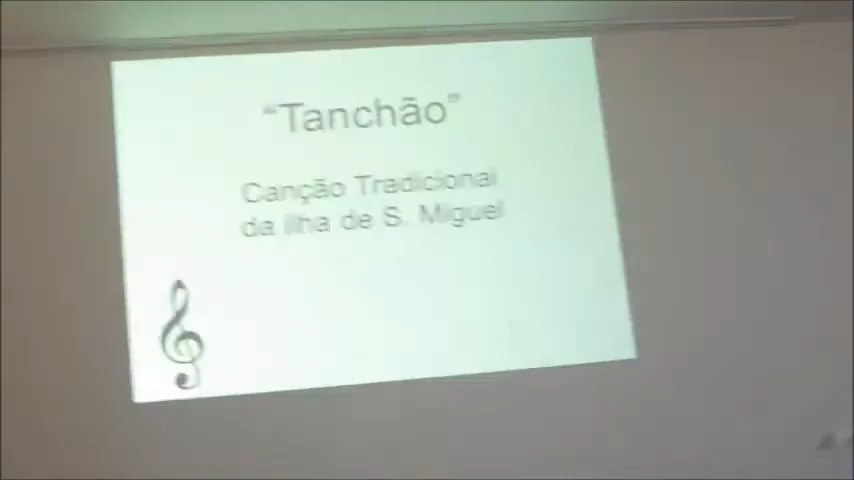 “Tanchão”
Canção Tradicional
da ilha de S. Miguel